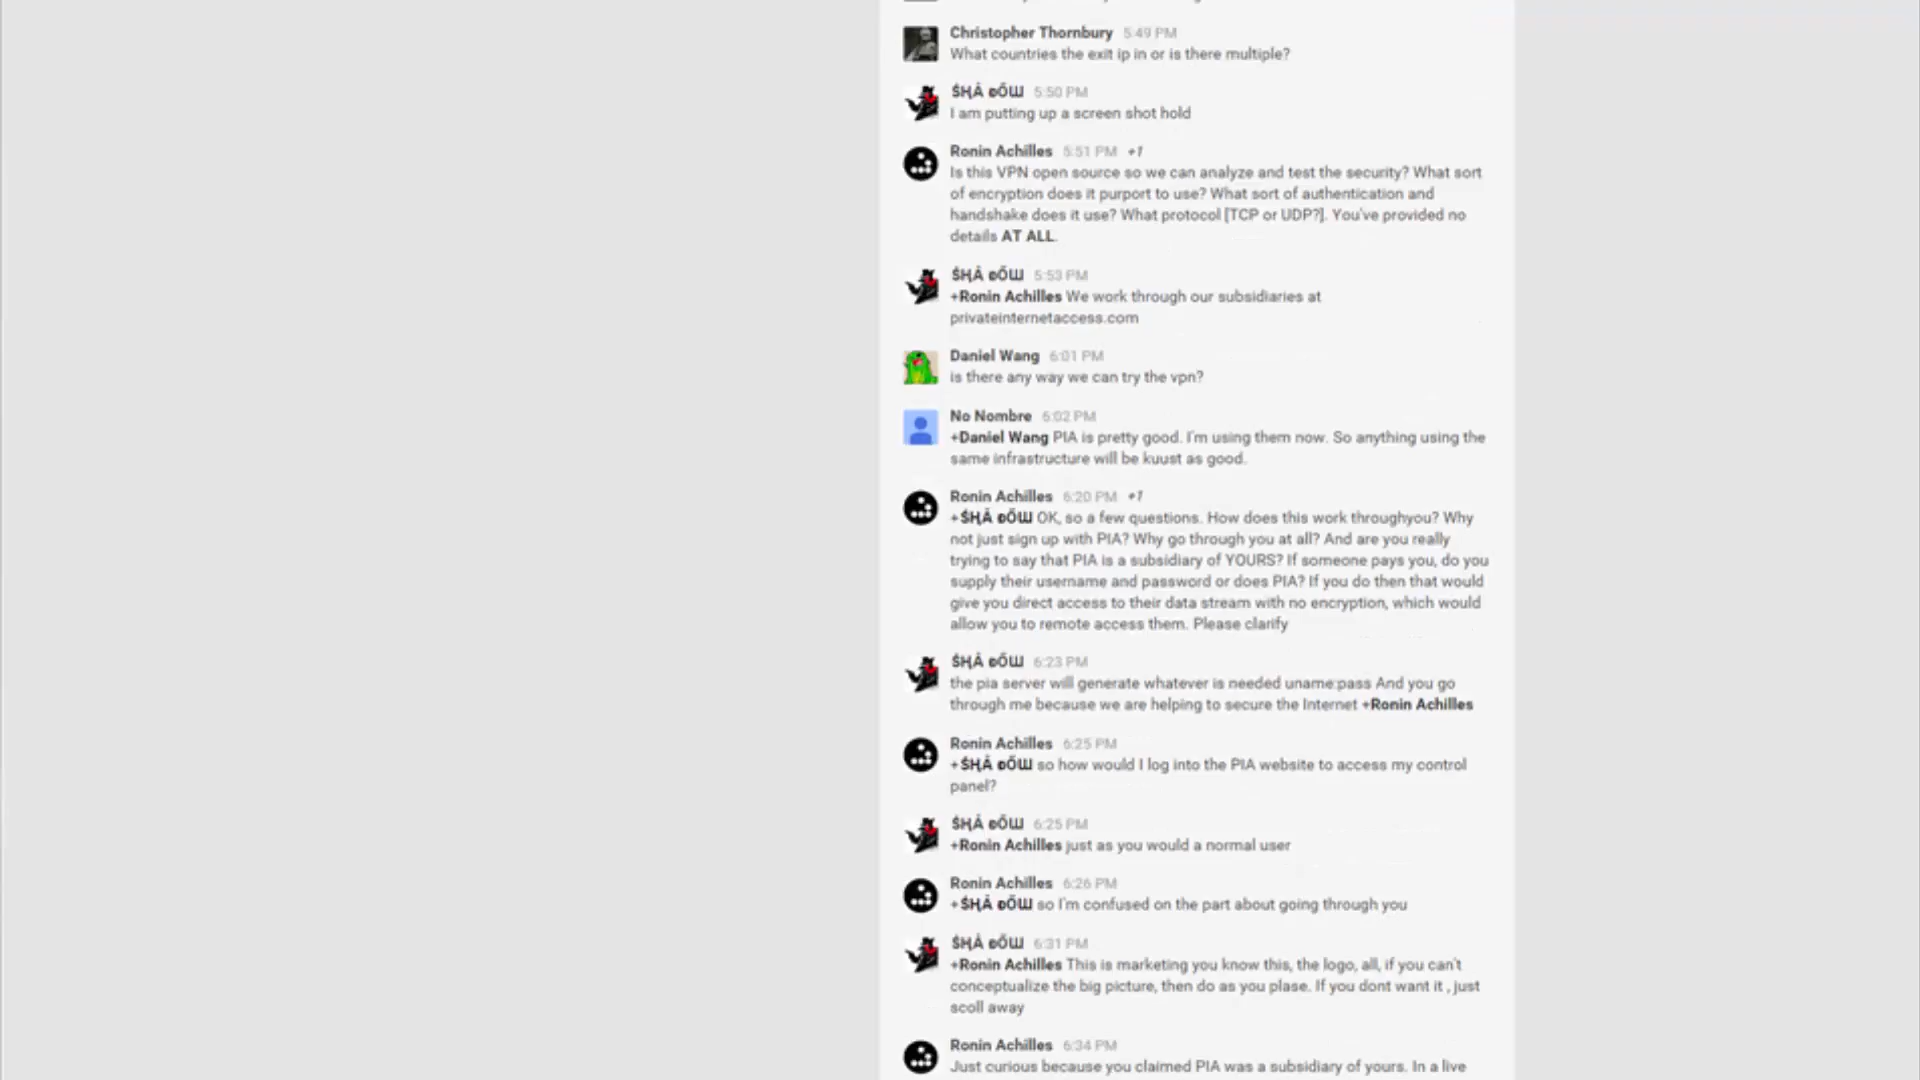 Christopher Thornbury 5:49 PM
What countries the exit ip in or is there multiple?
ŚꞪÅ ɒŐШ 5:50 PM
I am putting up a screen shot hold
Ronin Achilles 5:51 PM +1
Is this VPN open source so we can analyze and test the security? What sort
of encryption does it purport to use? What sort of authentication and
handshake does it use? What protocol [TCP or UDP?]. You've provided no
details AT ALL.
ŚꞪÅ ɒŐШ 5:53 PM
+Ronin Achilles We work through our subsidiaries at
privateinternetaccess.com
Daniel Wang 6:01 PM
is there any way we can try the vpn?
No Nombre 6:02 PM
+Daniel Wang PIA is pretty good. I'm using them now. So anything using the
same infrastructure will be kuust as good.
Ronin Achilles 6:20 PM +1
+ŚꞪÅ ɒŐШ OK, so a few questions. How does this work throughyou? Why
not just sign up with PIA? Why go through you at all? And are you really
trying to say that PIA is a subsidiary of YOURS? If someone pays you, do you
supply their username and password or does PIA? If you do then that would
give you direct access to their data stream with no encryption, which would
allow you to remote access them. Please clarify
ŚꞪÅ ɒŐШ 6:23 PM
the pia server will generate whatever is needed uname:pass And you go
through me because we are helping to secure the Internet +Ronin Achilles
Ronin Achilles 6:25 PM
+ŚꞪÅ ɒŐШ so how would I log into the PIA website to access my control
panel?
ŚꞪÅ ɒŐШ 6:25 PM
+Ronin Achilles just as you would a normal user
Ronin Achilles 6:26 PM
+ŚꞪÅ ɒŐШ so I'm confused on the part about going through you
ŚꞪÅ ɒŐШ 6:31 PM
+Ronin Achilles This is marketing you know this, the logo, all, if you can't
conceptualize the big picture, then do as you plase. If you dont want it , just
scoll away
Ronin Achilles 6:34 PM
Just curious because you claimed PIA was a subsidiary of yours. In a live